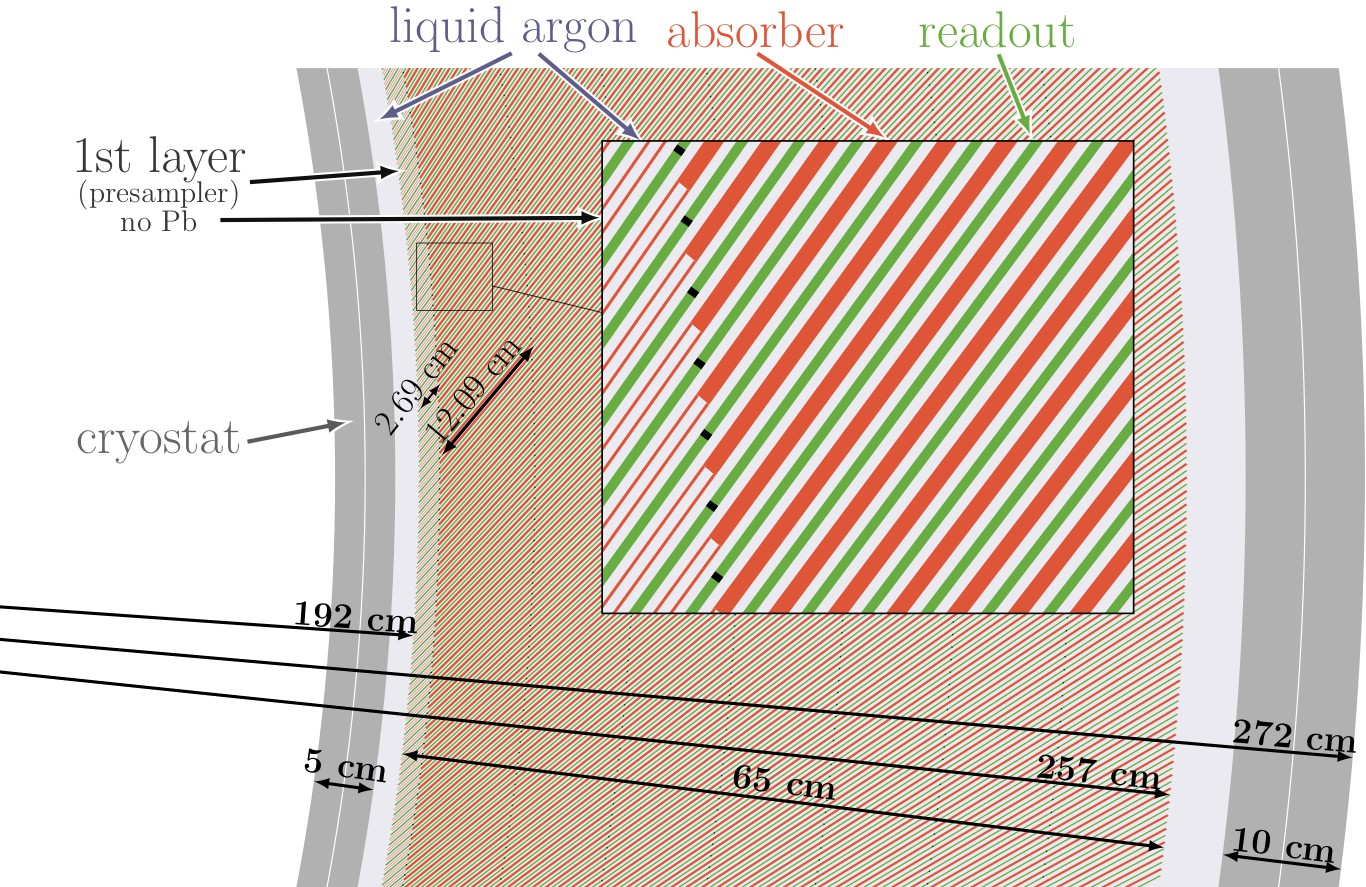 liquid argon
absorber
readout
1st layer
(presampler)
no Pb
2.69 cm
12.09 cm
cryostat
192 cm
272 cm
5 cm
257 cm
65 cm
10 cm